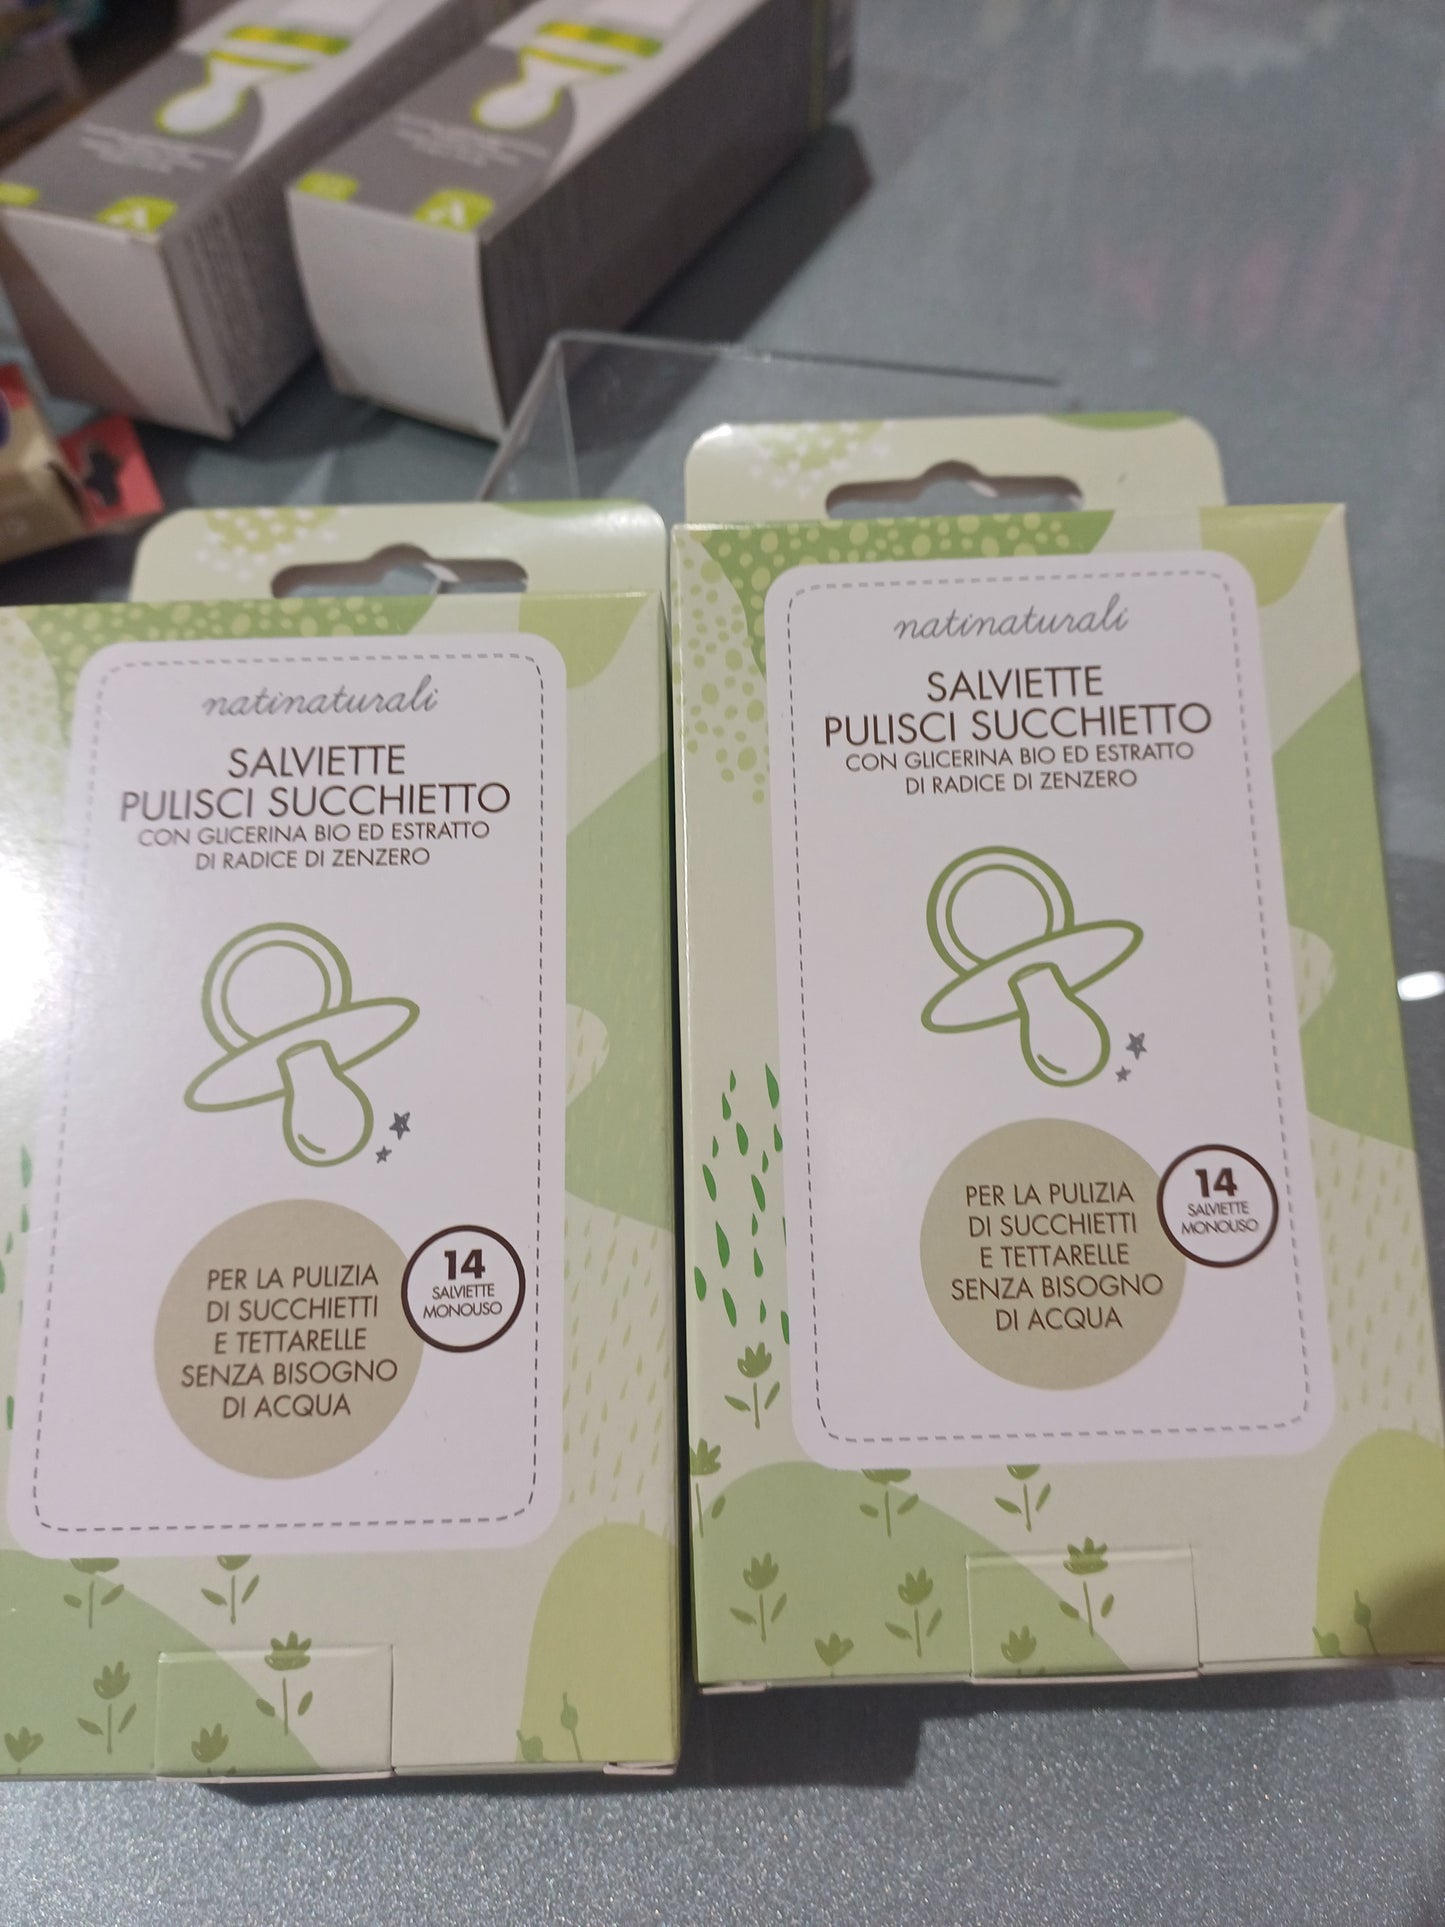 natinaturali
SALVIETTE
PULISCI SUCCHIETTO
CON GLICERINA BIO ED ESTRATTO
DI RADICE DI ZENZERO
PER LA PULIZIA
DI SUCCHIETTI
E TETTARELLE
SENZA BISOGNO
DI ACQUA
14
SALVIETTE
MONOUSO
natinaturali
SALVIETTE
PULISCI SUCCHIETTO
CON GLICERINA BIO ED ESTRATTO
DI RADICE DI ZENZERO
PER LA PULIZIA
DI SUCCHIETTI
E TETTARELLE
SENZA BISOGNO
DI ACQUA
14
SALVIETTE
MONOUSO